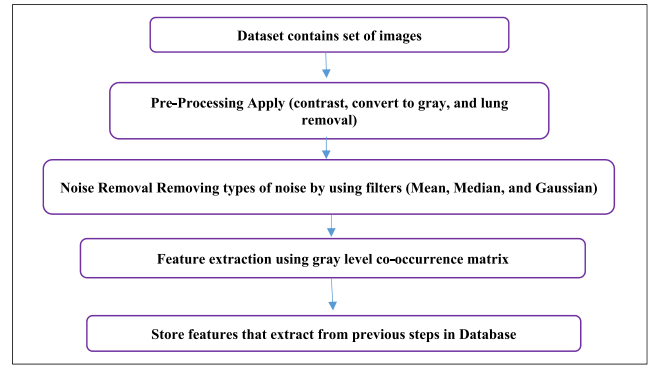 Dataset contains set of images
Pre-Processing Apply (contrast, convert to gray, and lung
removal)
Noise Removal Removing types of noise by using filters (Mean, Median, and Gaussian)
Feature extraction using gray level co-occurrence matrix
Store features that extract from previous steps in Database